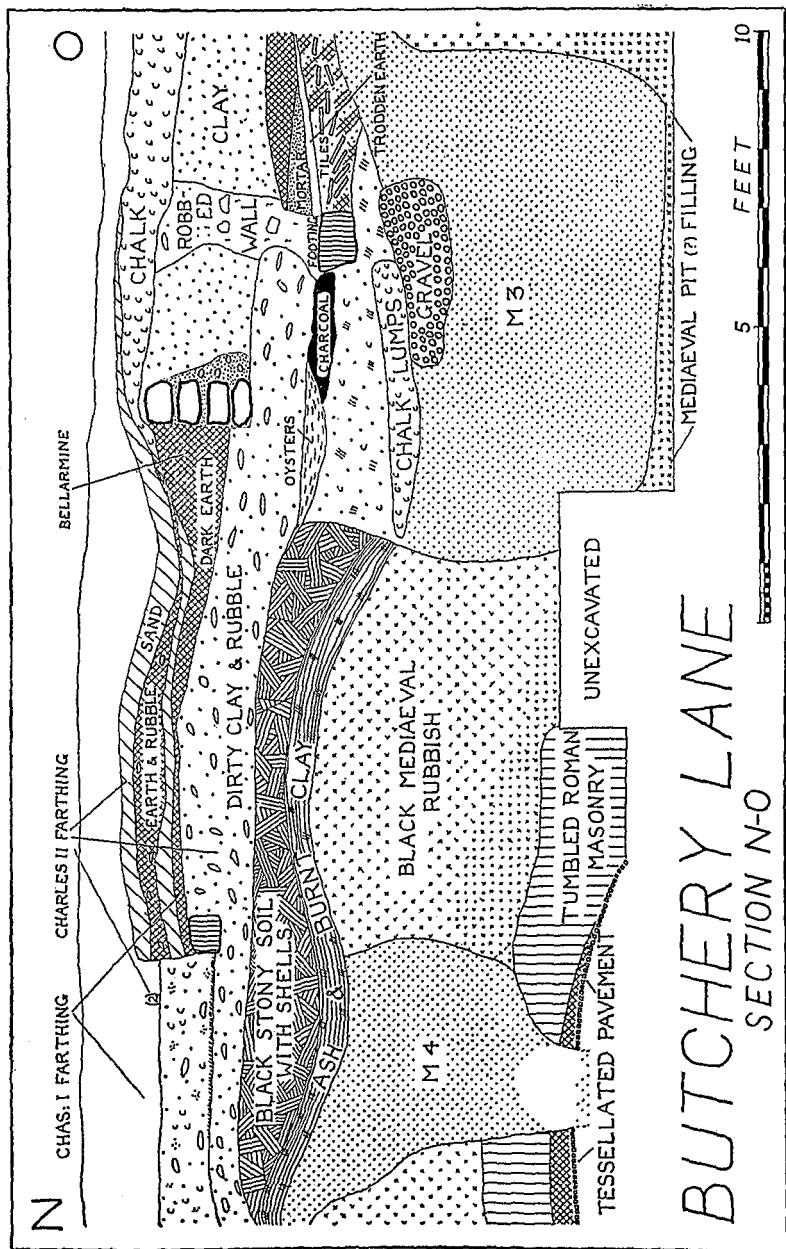 N
O
CHAS: I FARTHING
CHARLES II FARTHING
BELLARMINE
CHALK
SAND
EARTH & RUBBLE
DARK EARTH
ROBB-
ED
WALL
CLAY
DIRTY CLAY & RUBBLE
MORTAR
FOOTING
TILES
TRODDEN EARTH
OYSTERS
CHARCOAL
BLACK STONY SOIL
WITH SHELLS
ASH & BURNT CLAY
CHALK LUMPS
GRAVEL
M 4
BLACK MEDIAEVAL
RUBBISH
M 3
TUMBLED ROMAN
MASONRY
UNEXCAVATED
TESSELLATED PAVEMENT
MEDIAEVAL PIT (?) FILLING
BUTCHERY LANE
SECTION N-O
5
10
FEET